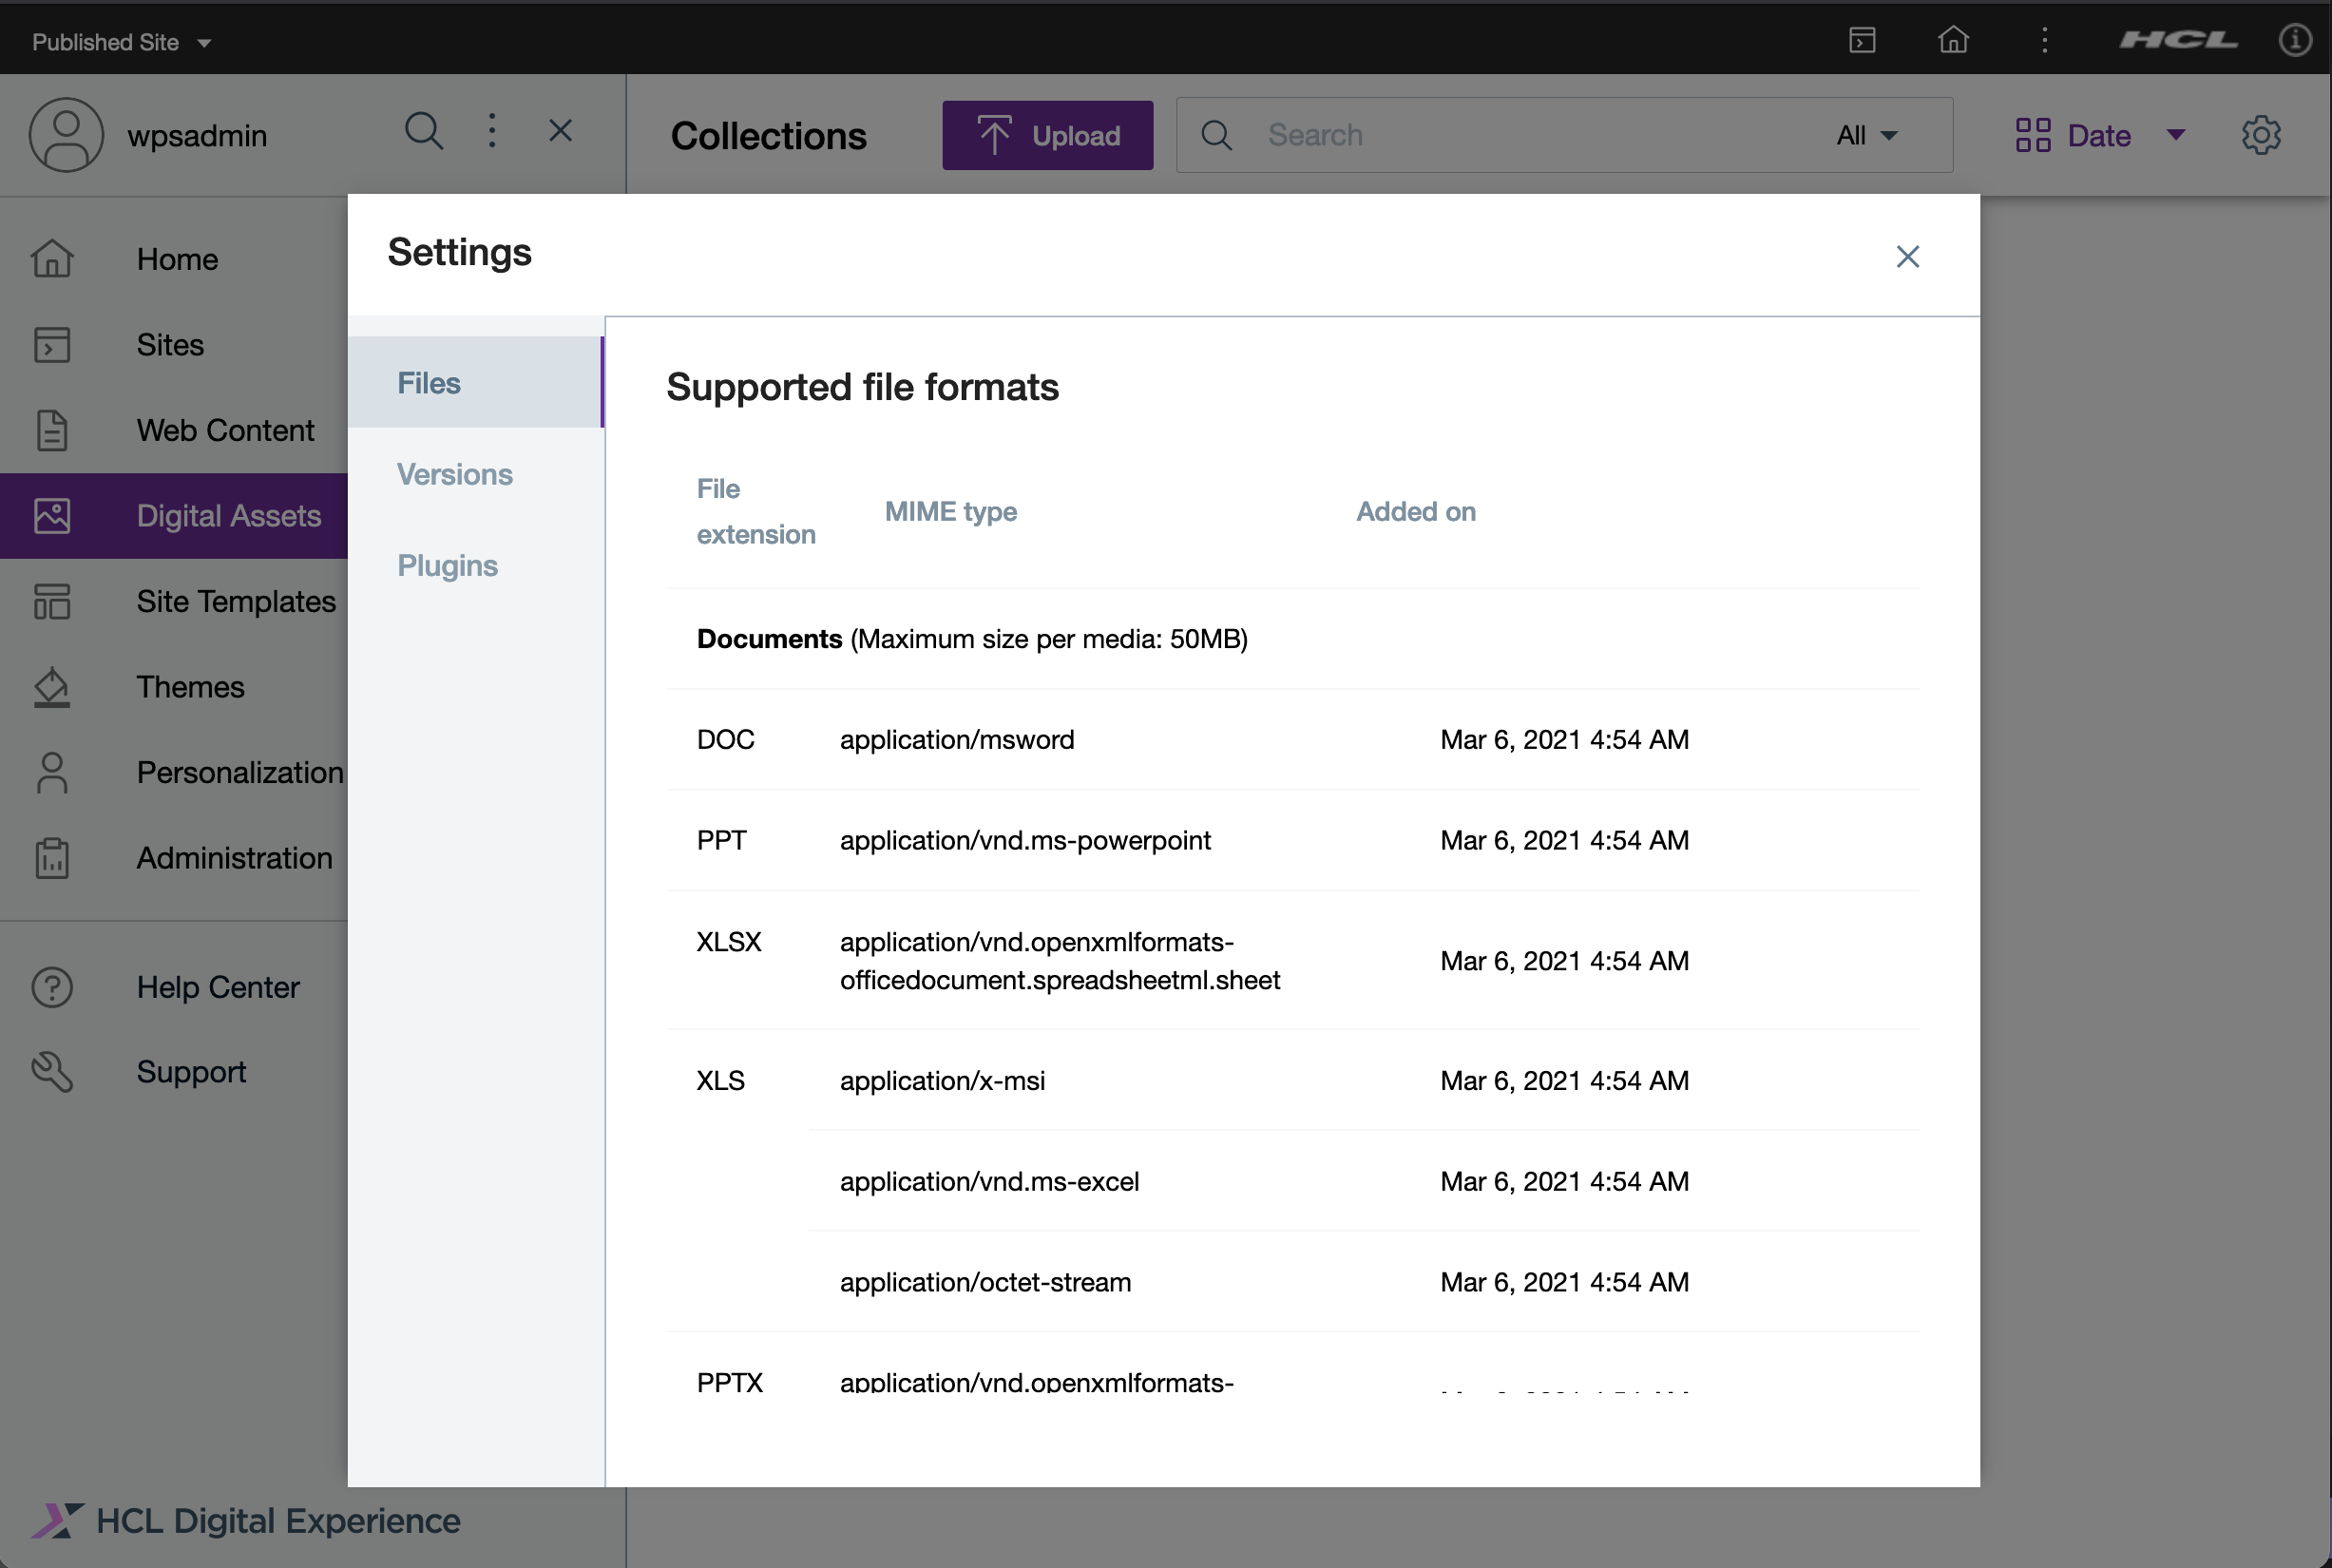 Published Site
HCL
wpsadmin
Collections
Upload
Search
All
Date
Home
Sites
Web Content
Digital Assets
Site Templates
Themes
Personalization
Administration
Help Center
Support
HCL Digital Experience
Settings
Files
Versions
Plugins
Supported file formats
File
extension
MIME type
Added on
Documents (Maximum size per media: 50MB)
DOC application/msword Mar 6, 2021 4:54 AM
PPT application/vnd.ms-powerpoint Mar 6, 2021 4:54 AM
XLSX application/vnd.openxmlformats-
officedocument.spreadsheetml.sheet Mar 6, 2021 4:54 AM
XLS application/x-msi Mar 6, 2021 4:54 AM
application/vnd.ms-excel Mar 6, 2021 4:54 AM
application/octet-stream Mar 6, 2021 4:54 AM
PPTX application/vnd.openxmlformats-